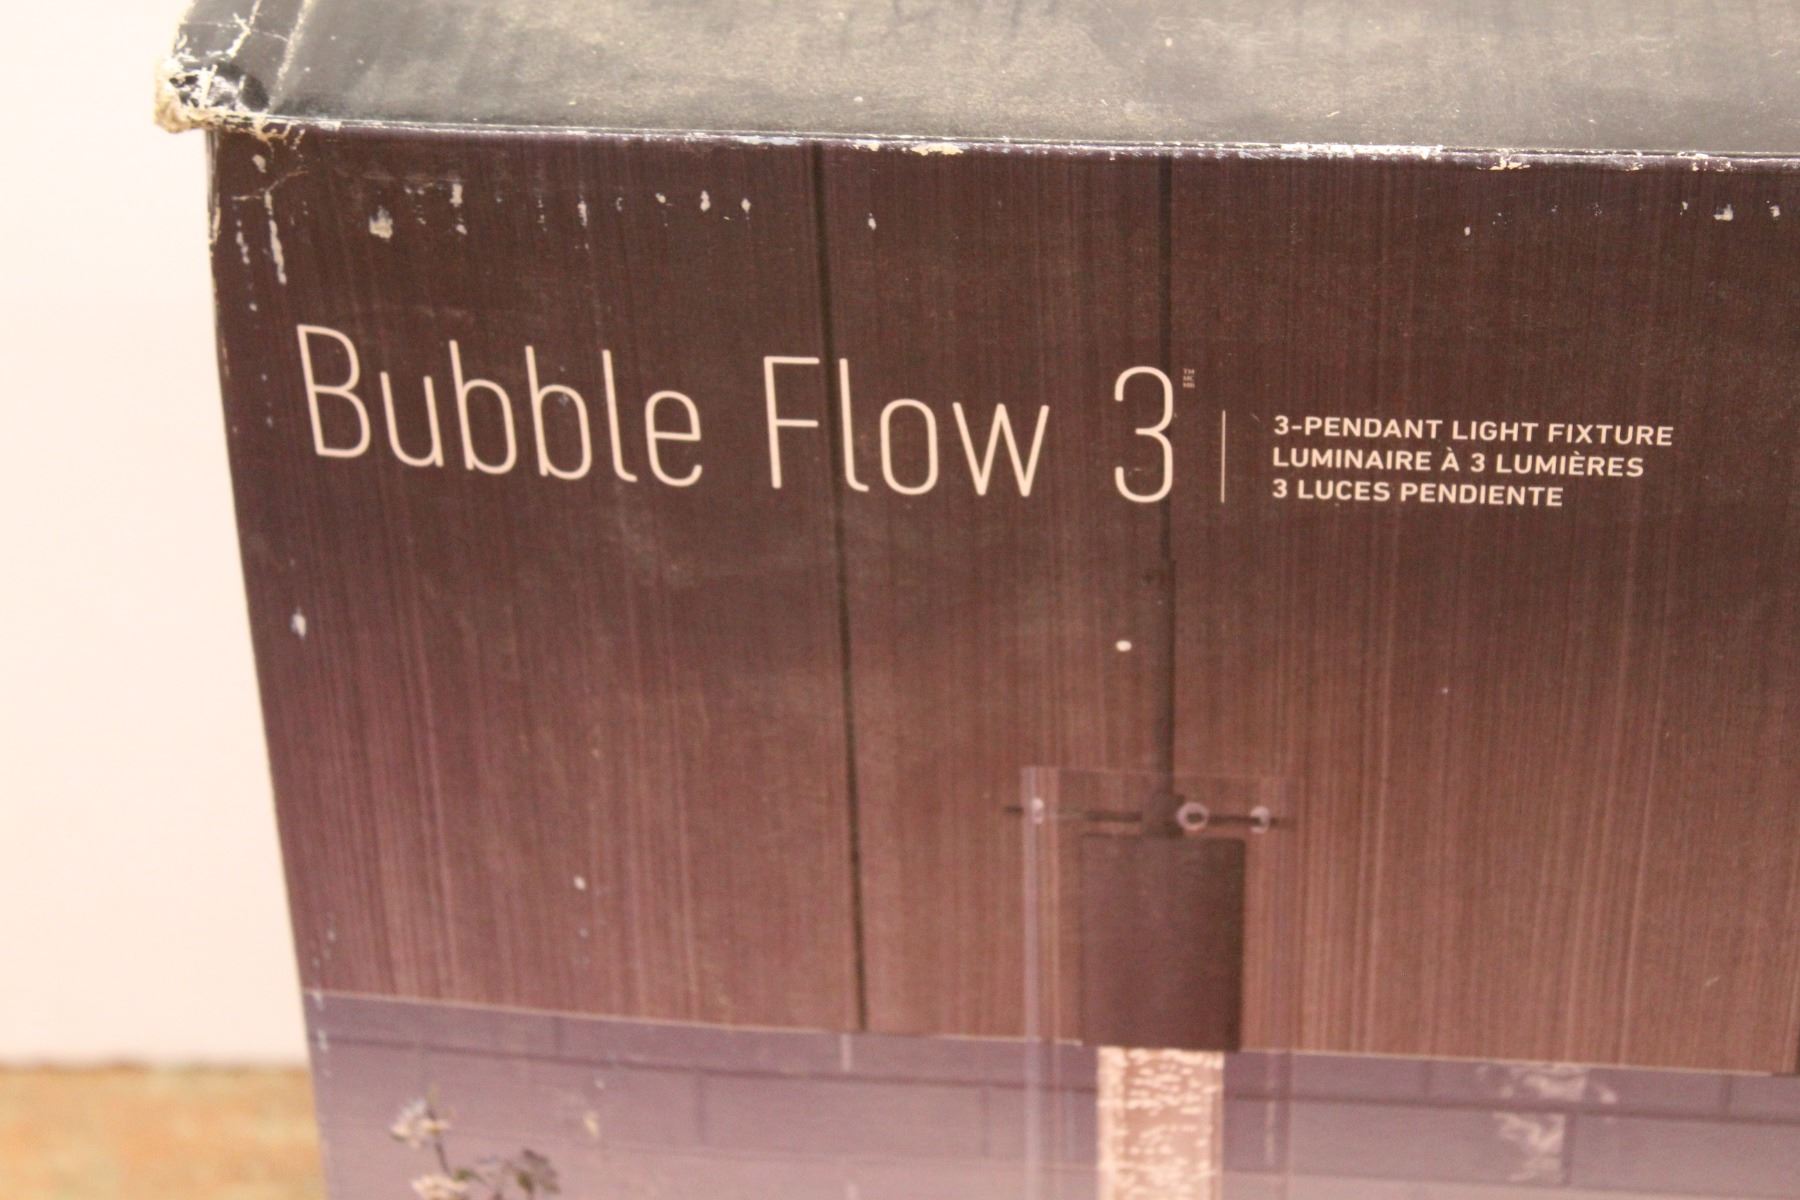 Bubble Flow 3
3-PENDANT LIGHT FIXTURE
LUMINAIRE À 3 LUMIÈRES
3 LUCES PENDIENTE